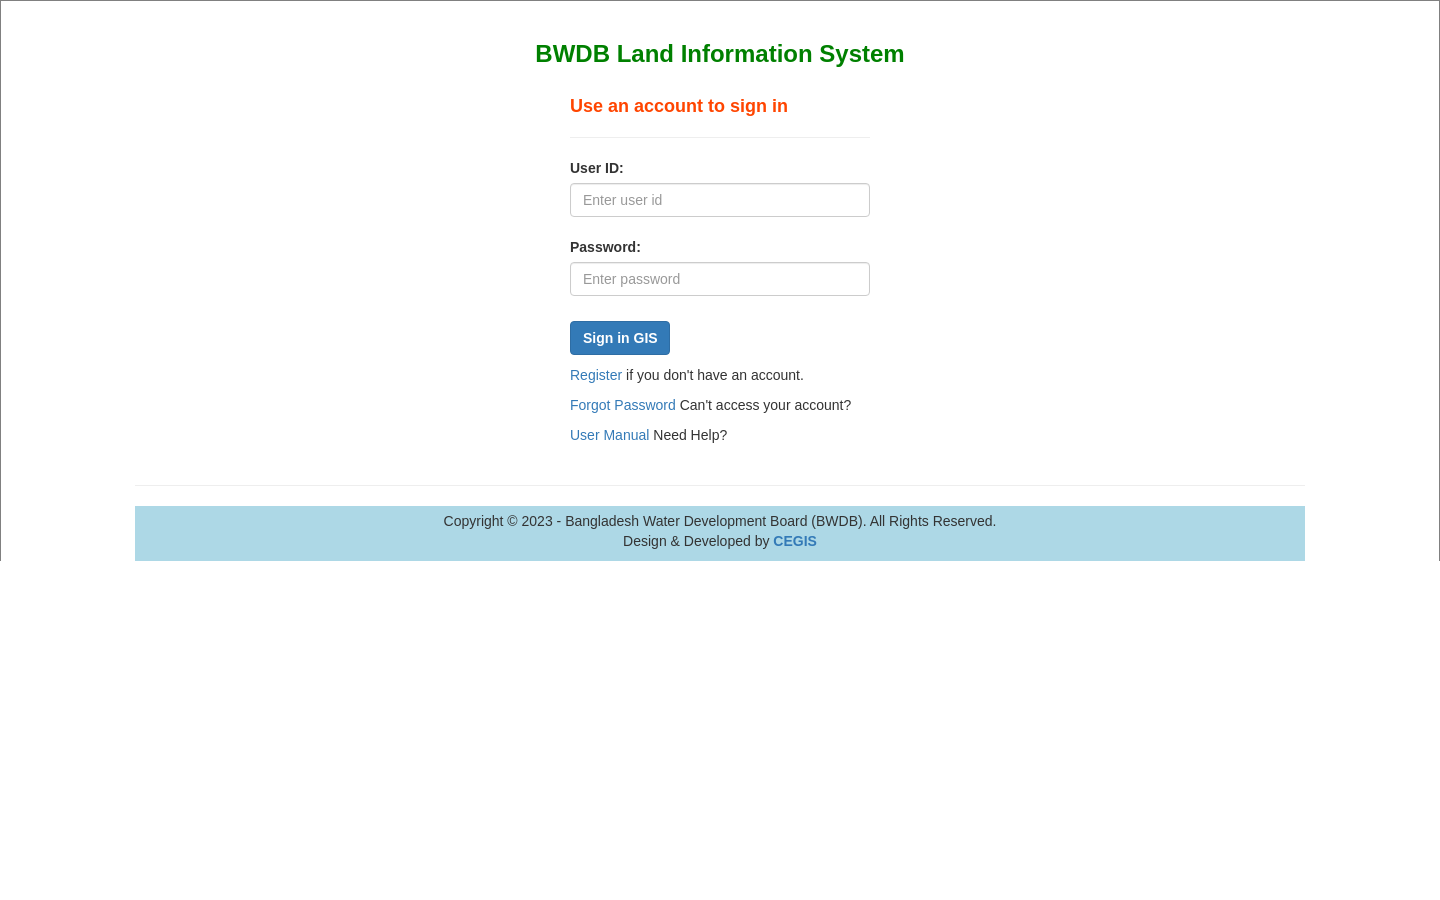 BWDB Land Information System
Use an account to sign in
User ID:
Enter user id
Password:
Enter password
Sign in GIS
Register if you don't have an account.
Forgot Password Can't access your account?
User Manual Need Help?
Copyright © 2023 - Bangladesh Water Development Board (BWDB). All Rights Reserved.
Design & Developed by CEGIS